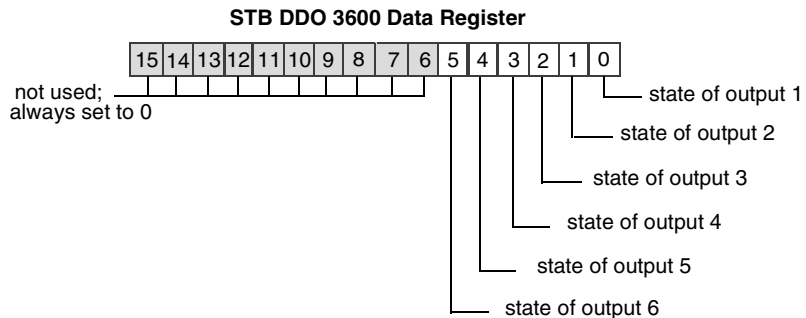 STB DDO 3600 Data Register
15 14 13 12 11 10 9 8 7 6 5 4 3 2 1 0
not used;
always set to 0
state of output 1
state of output 2
state of output 3
state of output 4
state of output 5
state of output 6